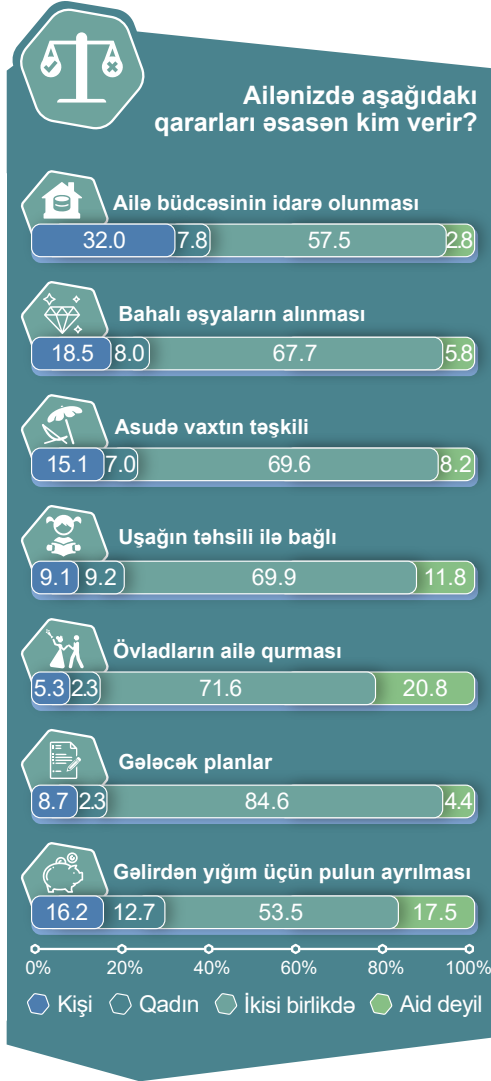 Ailənizdə aşağıdakı
qararları əsasən kim verir?
Ailə büdcəsinin idarə olunması
32.0 7.8 57.5 2.8
Bahalı əşyaların alınması
18.5 8.0 67.7 5.8
Asudə vaxtın təşkili
15.1 7.0 69.6 8.2
Uşağın təhsili ilə bağlı
9.1 9.2 69.9 11.8
Övladların ailə qurması
5.3 2.3 71.6 20.8
Gələcək planlar
8.7 2.3 84.6 4.4
Gəlirdən yığım üçün pulun ayrılması
16.2 12.7 53.5 17.5
0% 20% 40% 60% 80% 100%
Kişi Qadın İkisi birlikdə Aid deyil